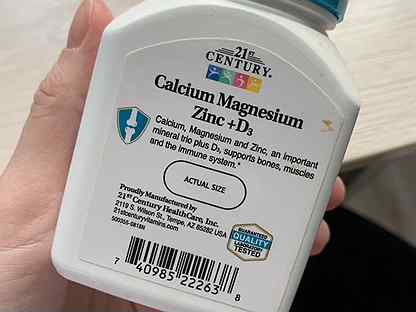 21ST
CENTURY®
Calcium Magnesium
Zinc +D3
Calcium, Magnesium and Zinc, an important
mineral trio plus D3, supports bones, muscles
and the immune system.*
ACTUAL SIZE
Proudly Manufactured by
21ST Century HealthCare, Inc.
2119 S. Wilson St., Tempe, AZ 85282 USA
21stcenturyvitamins.com
GUARANTEED
QUALITY
LABORATORY
TESTED
7 40985 22263 8